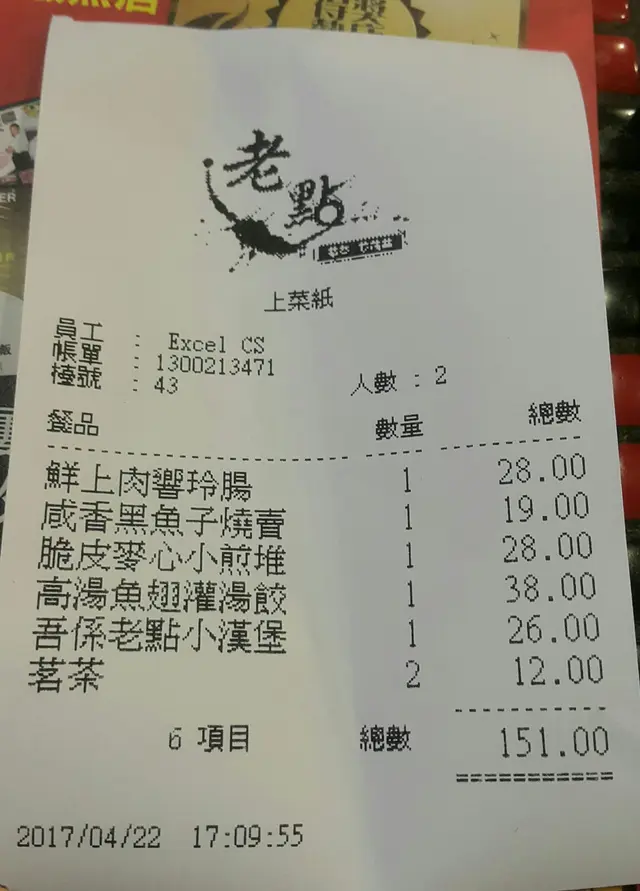 老點
上菜紙
員工 : Excel CS
帳單 : 1300213471
檯號 : 43 人數 : 2
餐品 數量 總數
鮮上肉響玲腸 1 28.00
咸香黑魚子燒賣 1 19.00
脆皮麥心小煎堆 1 28.00
高湯魚翅灌湯餃 1 38.00
吾係老點小漢堡 1 26.00
茗茶 2 12.00
6 項目 總數 151.00
2017/04/22 17:09:55